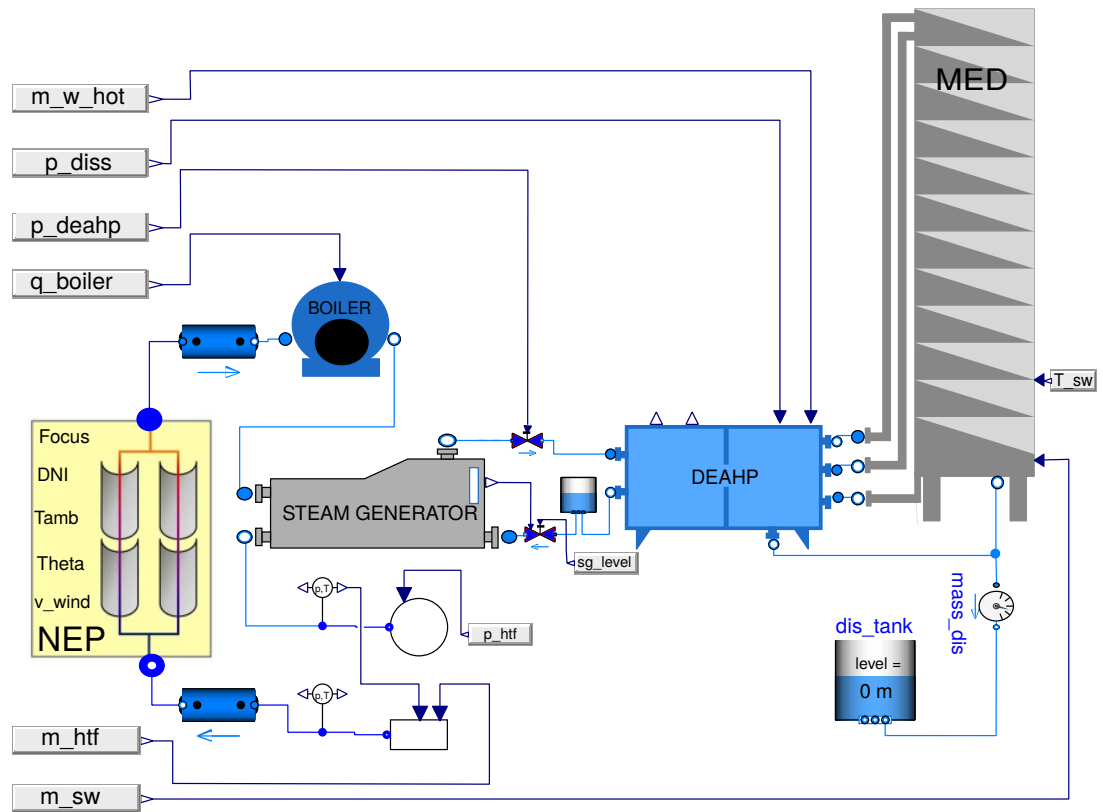 m_w_hot
MED
p_diss
p_deahp
q_boiler
BOILER
T_sw
Focus
DNI
Tamb
Theta
v_wind
NEP
STEAM GENERATOR
DEAHP
sg_level
p,T
p_htf
mass_dis
dis_tank
level =
0 m
p,T
m_htf
m_sw